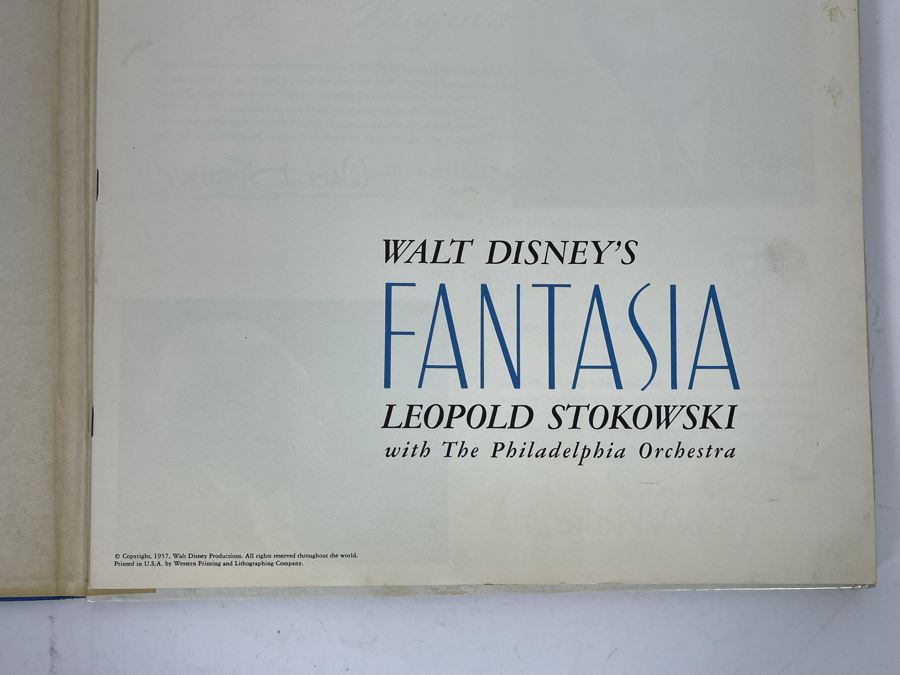 WALT DISNEY'S
FANTASIA
LEOPOLD STOKOWSKI
with The Philadelphia Orchestra
© Copyright, 1957, Walt Disney Productions. All rights reserved throughout the world.
Printed in U.S.A. by Western Printing and Lithographing Company.